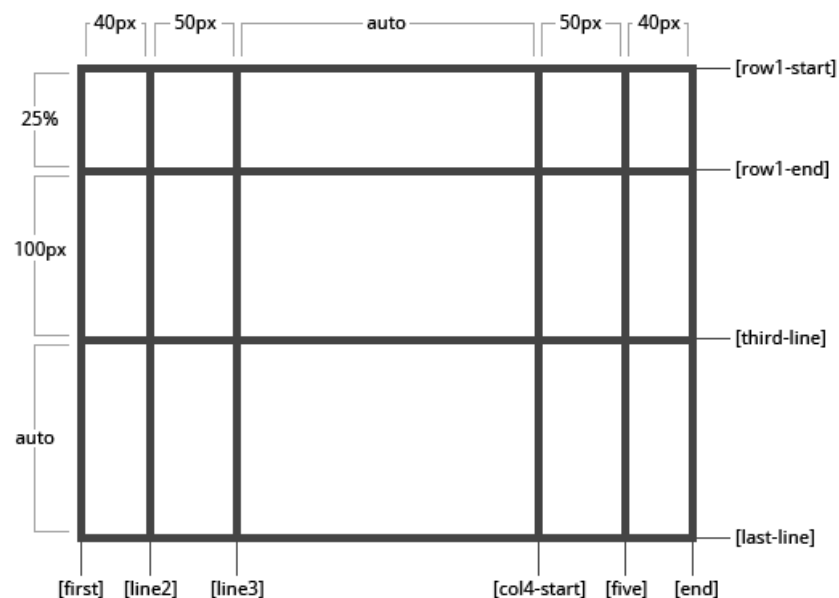 40px 50px auto 50px 40px
[row1-start]
25%
[row1-end]
100px
[third-line]
auto
[last-line]
[first] [line2] [line3] [col4-start] [five] [end]